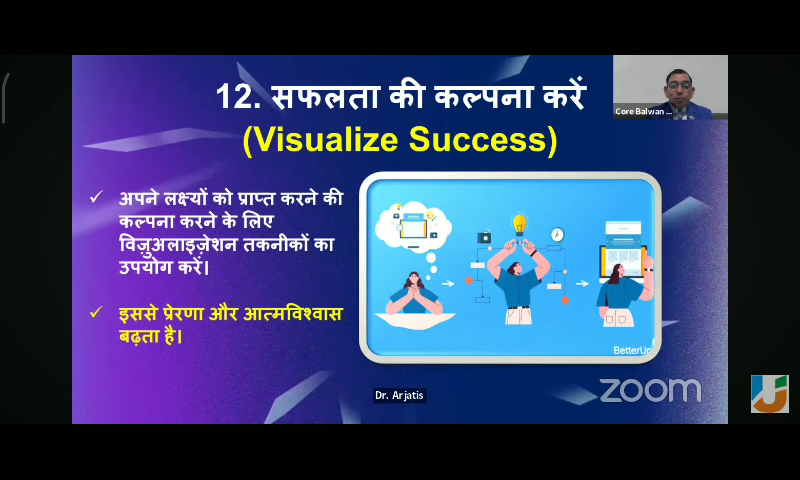 12. सफलता की कल्पना करें
(Visualize Success)
Core Balwan ...
अपने लक्ष्यों को प्राप्त करने की
कल्पना करने के लिए
विज़ुअलाइज़ेशन तकनीकों का
उपयोग करें।
इससे प्रेरणा और आत्मविश्वास
बढ़ता है।
BetterUp
Dr. Arjatis
zoom